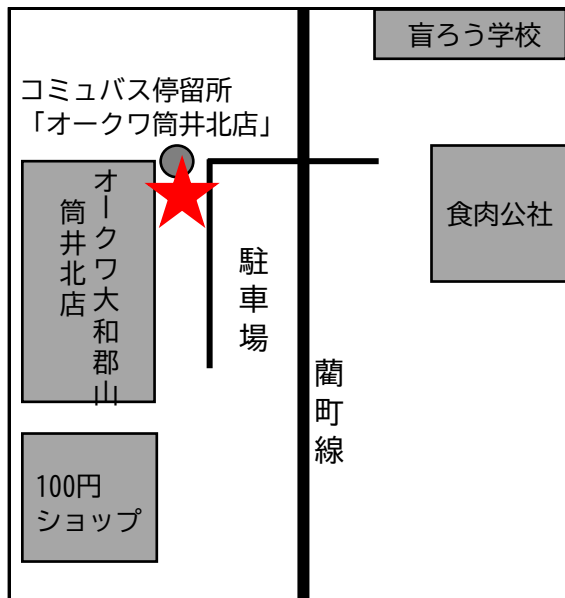 盲ろう学校
コミュバス停留所
「オークワ筒井北店」
オークワ大和郡山
筒井北店
食肉公社
駐車場
藺町線
100円
ショップ